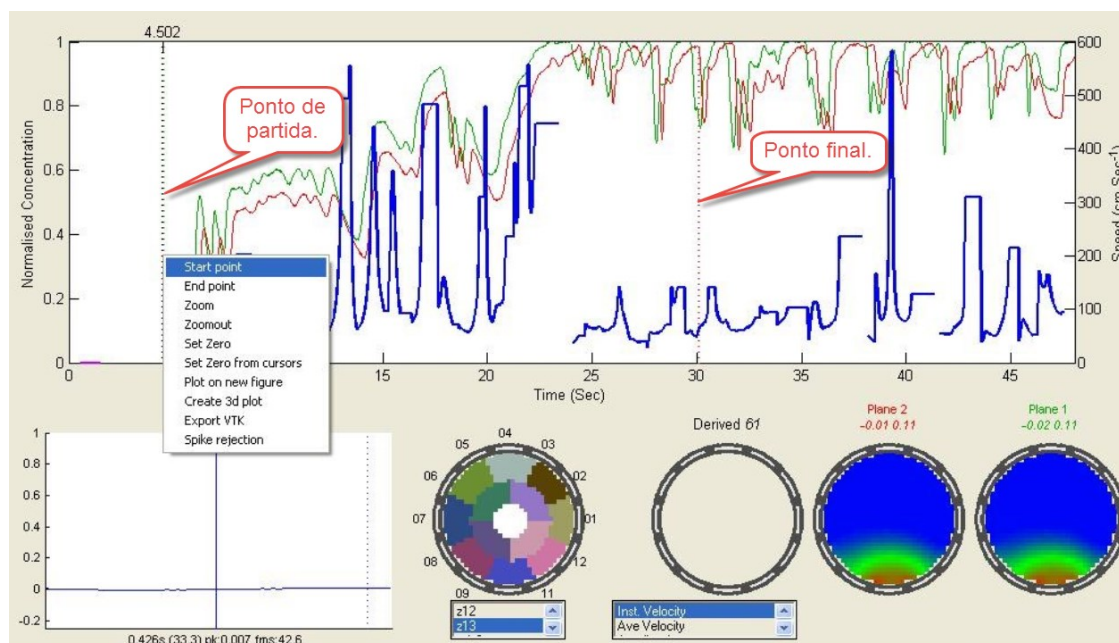 4.502
1
0.8
0.6
0.4
0.2
0
Normalised Concentration
600
500
400
300
200
100
0
Speed (cm Sec-1)
Ponto de
partida.
Ponto final.
Start point
End point
Zoom
Zoomout
Set Zero
Set Zero from cursors
Plot on new figure
Create 3d plot
Export VTK
Spike rejection
0 15 20 25 30 35 40 45
Time (Sec)
1
0.8
0.6
0.4
0.2
0
-0.2
0.426s (33.3) pk:0.007 fms:42.6
04
05 03
06 02
07 01
08 12
09 11
z12
z13
Derived 61
Inst. Velocity
Ave Velocity
Plane 2
-0.01 0.11
Plane 1
-0.02 0.11